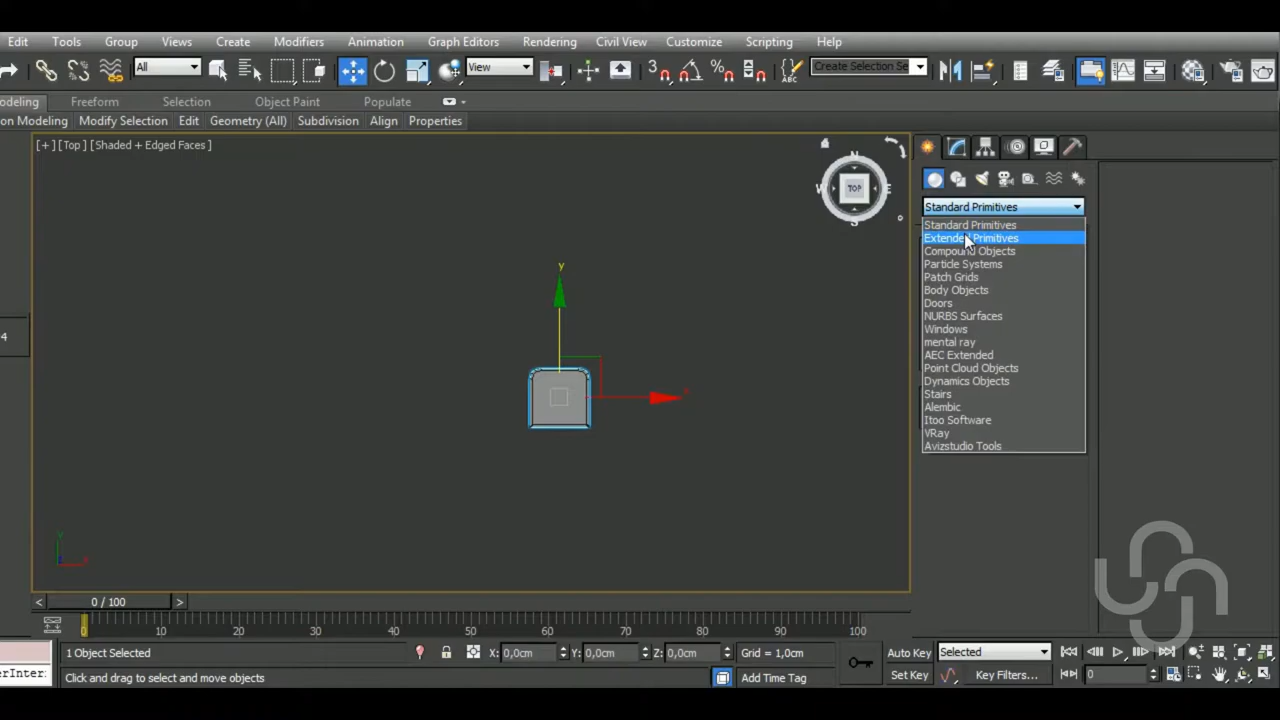 Edit Tools Group Views Create Modifiers Animation Graph Editors Rendering Civil View Customize Scripting Help
All View 3 ABC Create Selection Se
odeling Freeform Selection Object Paint Populate
on Modeling Modify Selection Edit Geometry (All) Subdivision Align Properties
[+] [Top] [Shaded + Edged Faces ]
N
W TOP E
S
Standard Primitives
Standard Primitives
Extended Primitives
Compound Objects
Particle Systems
Patch Grids
Body Objects
Doors
NURBS Surfaces
Windows
mental ray
AEC Extended
Point Cloud Objects
Dynamics Objects
Stairs
Alembic
Itoo Software
VRay
Avizstudio Tools
y
x
4
y
x
< 0 / 100 >
0 10 20 30 40 50 60 70 80 90 100
1 Object Selected X: 0,0cm Y: 0,0cm Z: 0,0cm Grid = 1,0cm Auto Key Selected
erInter: Click and drag to select and move objects Add Time Tag Set Key Key Filters... 0